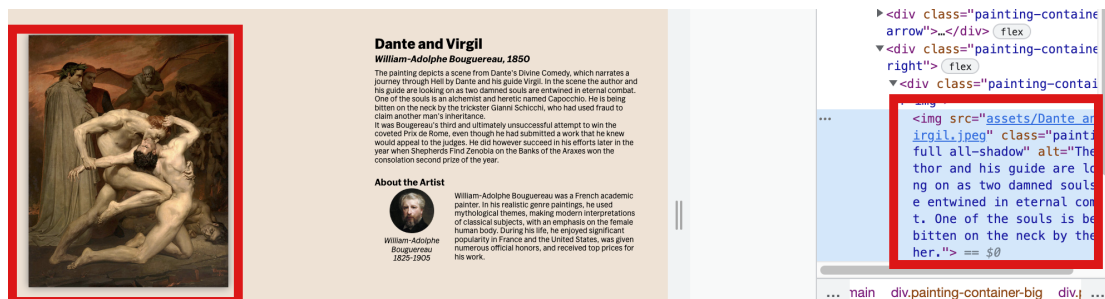 Dante and Virgil
William-Adolphe Bouguereau, 1850
The painting depicts a scene from Dante's Divine Comedy, which narrates a
journey through Hell by Dante and his guide Virgil. In the scene the author and
his guide are looking on as two damned souls are entwined in eternal combat.
One of the souls is an alchemist and heretic named Capocchio. He is being
bitten on the neck by the trickster Gianni Schicchi, who had used fraud to
claim another man's inheritance.
It was Bougereau's third and ultimately unsuccessful attempt to win the
coveted Prix de Rome, even though he had submitted a work that he knew
would appeal to the judges. He did however succeed in his efforts later in the
year when Shepherds Find Zenobia on the Banks of the Araxes won the
consolation second prize of the year.
About the Artist
William-Adolphe
Bouguereau
1825-1905
William-Adolphe Bouguereau was a French academic
painter. In his realistic genre paintings, he used
mythological themes, making modern interpretations
of classical subjects, with an emphasis on the female
human body. During his life, he enjoyed significant
popularity in France and the United States, was given
numerous official honors, and received top prices for
his work.
<div class="painting-containe
arrow">…</div> flex
<div class="painting-containe
right"> flex
<div class="painting-contai
<img src="assets/Dante an
irgil.jpeg" class="painti
full all-shadow" alt="The
thor and his guide are lo
ng on as two damned souls
e entwined in eternal com
t. One of the souls is be
bitten on the neck by the
her."> == $0
... main div.painting-container-big div.p ...